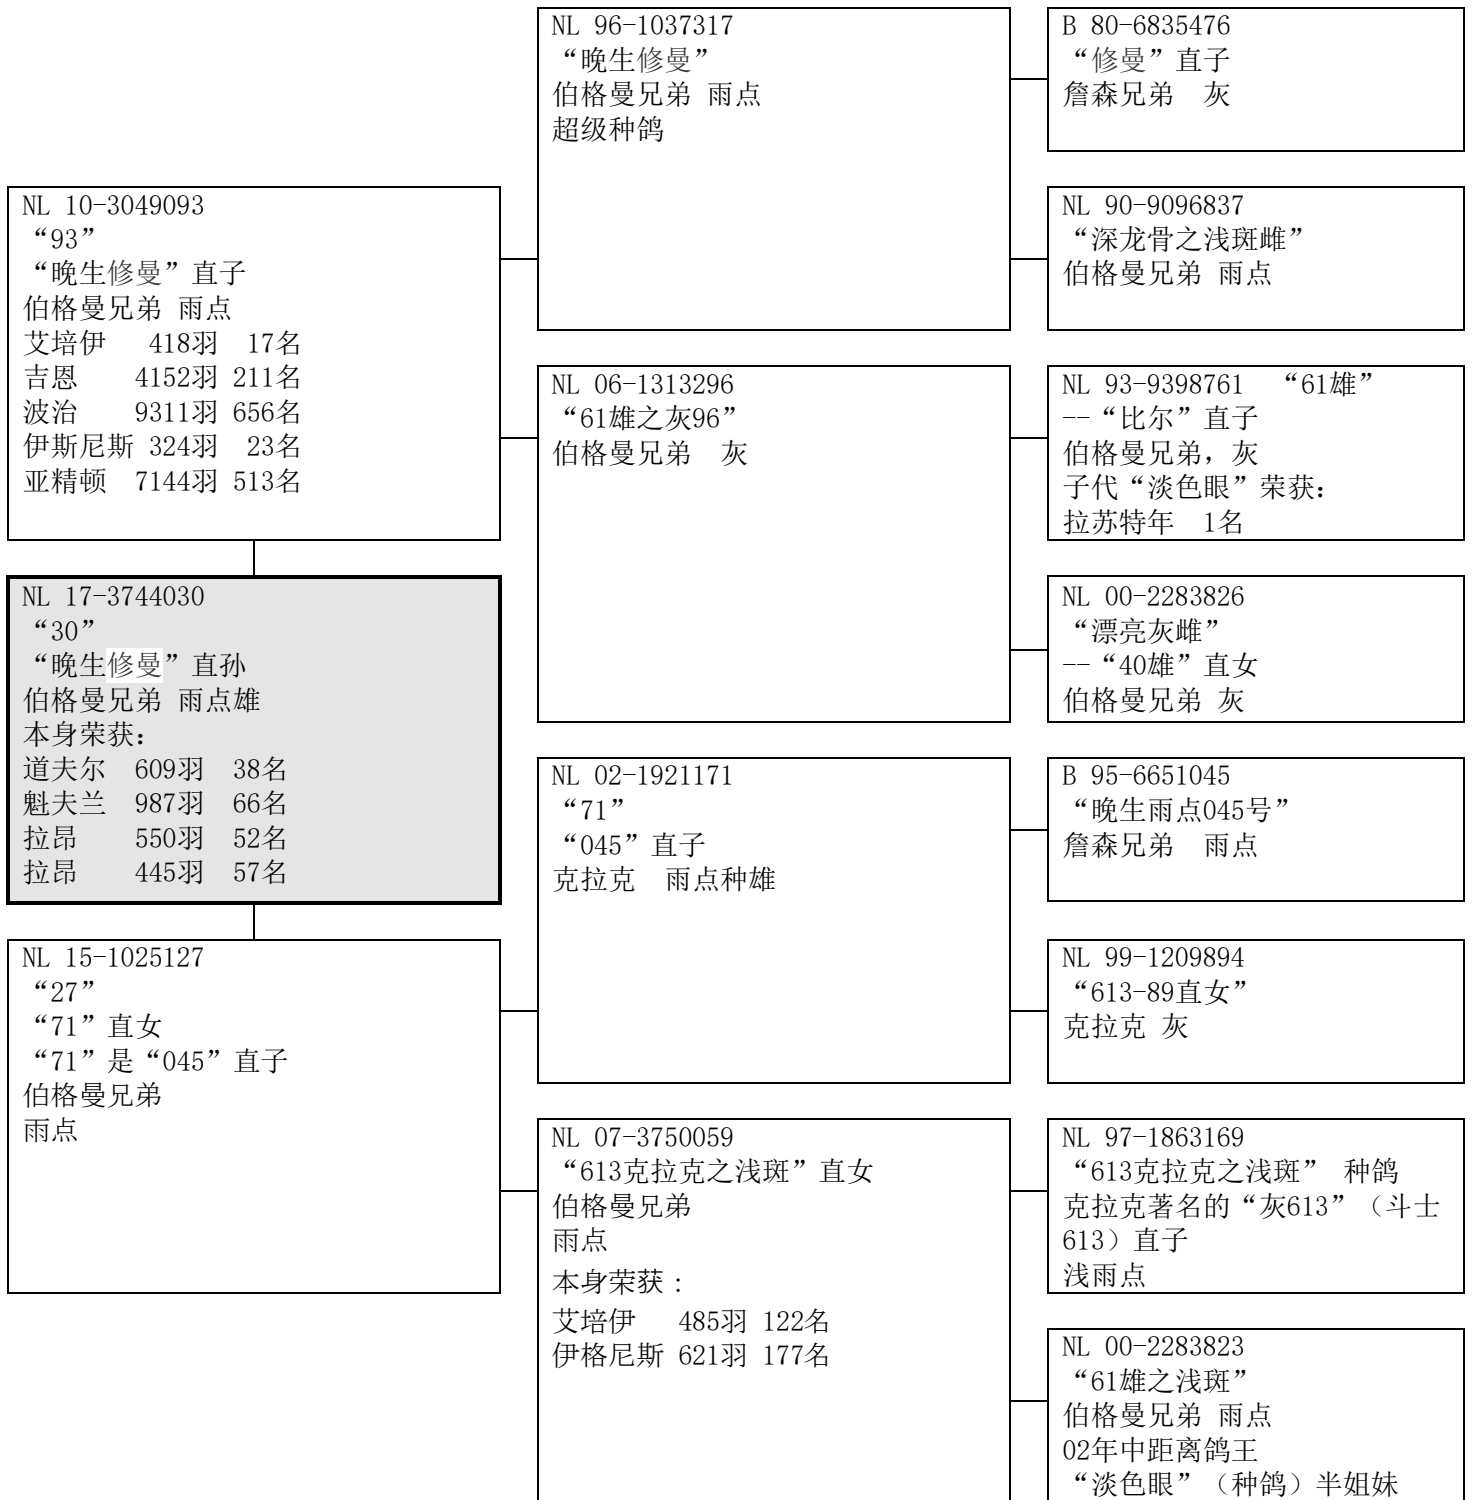 NL 10-3049093
“93”
“晚生修曼”直子
伯格曼兄弟 雨点
艾培伊 418羽 17名
吉恩 4152羽 211名
波治 9311羽 656名
伊斯尼斯 324羽 23名
亚精顿 7144羽 513名
NL 17-3744030
“30”
“晚生修曼”直孙
伯格曼兄弟 雨点雄
本身荣获：
道夫尔 609羽 38名
魁夫兰 987羽 66名
拉昂 550羽 52名
拉昂 445羽 57名
NL 15-1025127
“27”
“71”直女
“71”是“045”直子
伯格曼兄弟
雨点
NL 96-1037317
“晚生修曼”
伯格曼兄弟 雨点
超级种鸽
NL 06-1313296
“61雄之灰96”
伯格曼兄弟 灰
NL 02-1921171
“71”
“045”直子
克拉克 雨点种雄
NL 07-3750059
“613克拉克之浅斑”直女
伯格曼兄弟
雨点
本身荣获：
艾培伊 485羽 122名
伊格尼斯 621羽 177名
B 80-6835476
“修曼”直子
詹森兄弟 灰
NL 90-9096837
“深龙骨之浅斑雌”
伯格曼兄弟 雨点
NL 93-9398761 “61雄”
--“比尔”直子
伯格曼兄弟，灰
子代“淡色眼”荣获：
拉苏特年 1名
NL 00-2283826
“漂亮灰雌”
--“40雄”直女
伯格曼兄弟 灰
B 95-6651045
“晚生雨点045号”
詹森兄弟 雨点
NL 99-1209894
“613-89直女”
克拉克 灰
NL 97-1863169
“613克拉克之浅斑” 种鸽
克拉克著名的“灰613”（斗士
613）直子
浅雨点
NL 00-2283823
“61雄之浅斑”
伯格曼兄弟 雨点
02年中距离鸽王
“淡色眼”（种鸽）半姐妹